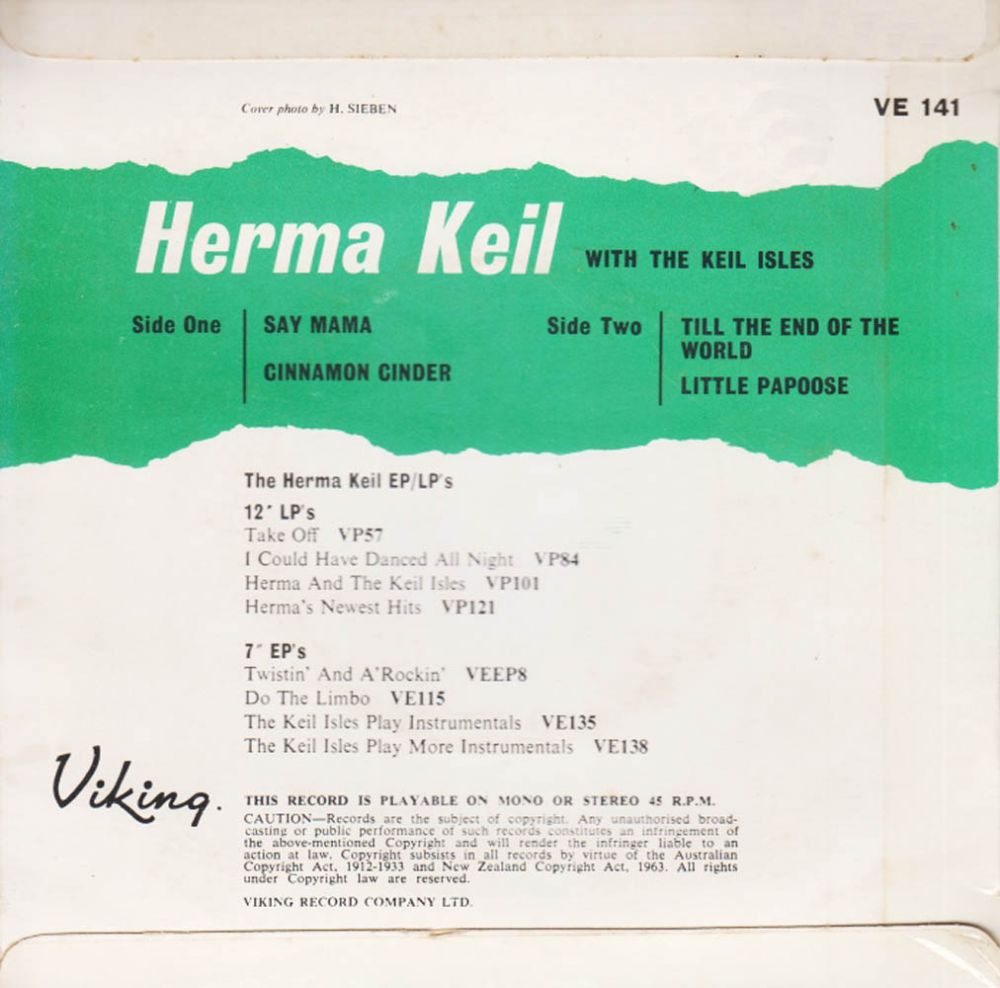 Cover photo by H. SIEBEN
VE 141
Herma Keil WITH THE KEIL ISLES
Side One
SAY MAMA
CINNAMON CINDER
Side Two
TILL THE END OF THE
WORLD
LITTLE PAPOOSE
The Herma Keil EP/LP's
12″ LP's
Take Off VP57
I Could Have Danced All Night VP84
Herma And The Keil Isles VP101
Herma's Newest Hits VP121
7″ EP's
Twistin' And A'Rockin' VEEP8
Do The Limbo VE115
The Keil Isles Play Instrumentals VE135
The Keil Isles Play More Instrumentals VE138
Viking.
THIS RECORD IS PLAYABLE ON MONO OR STEREO 45 R.P.M.
CAUTION—Records are the subject of copyright. Any unauthorised broad-
casting or public performance of such records constitutes an infringement of
the above-mentioned Copyright and will render the infringer liable to an
action at law. Copyright subsists in all records by virtue of the Australian
Copyright Act, 1912-1933 and New Zealand Copyright Act, 1963. All rights
under Copyright law are reserved.
VIKING RECORD COMPANY LTD.